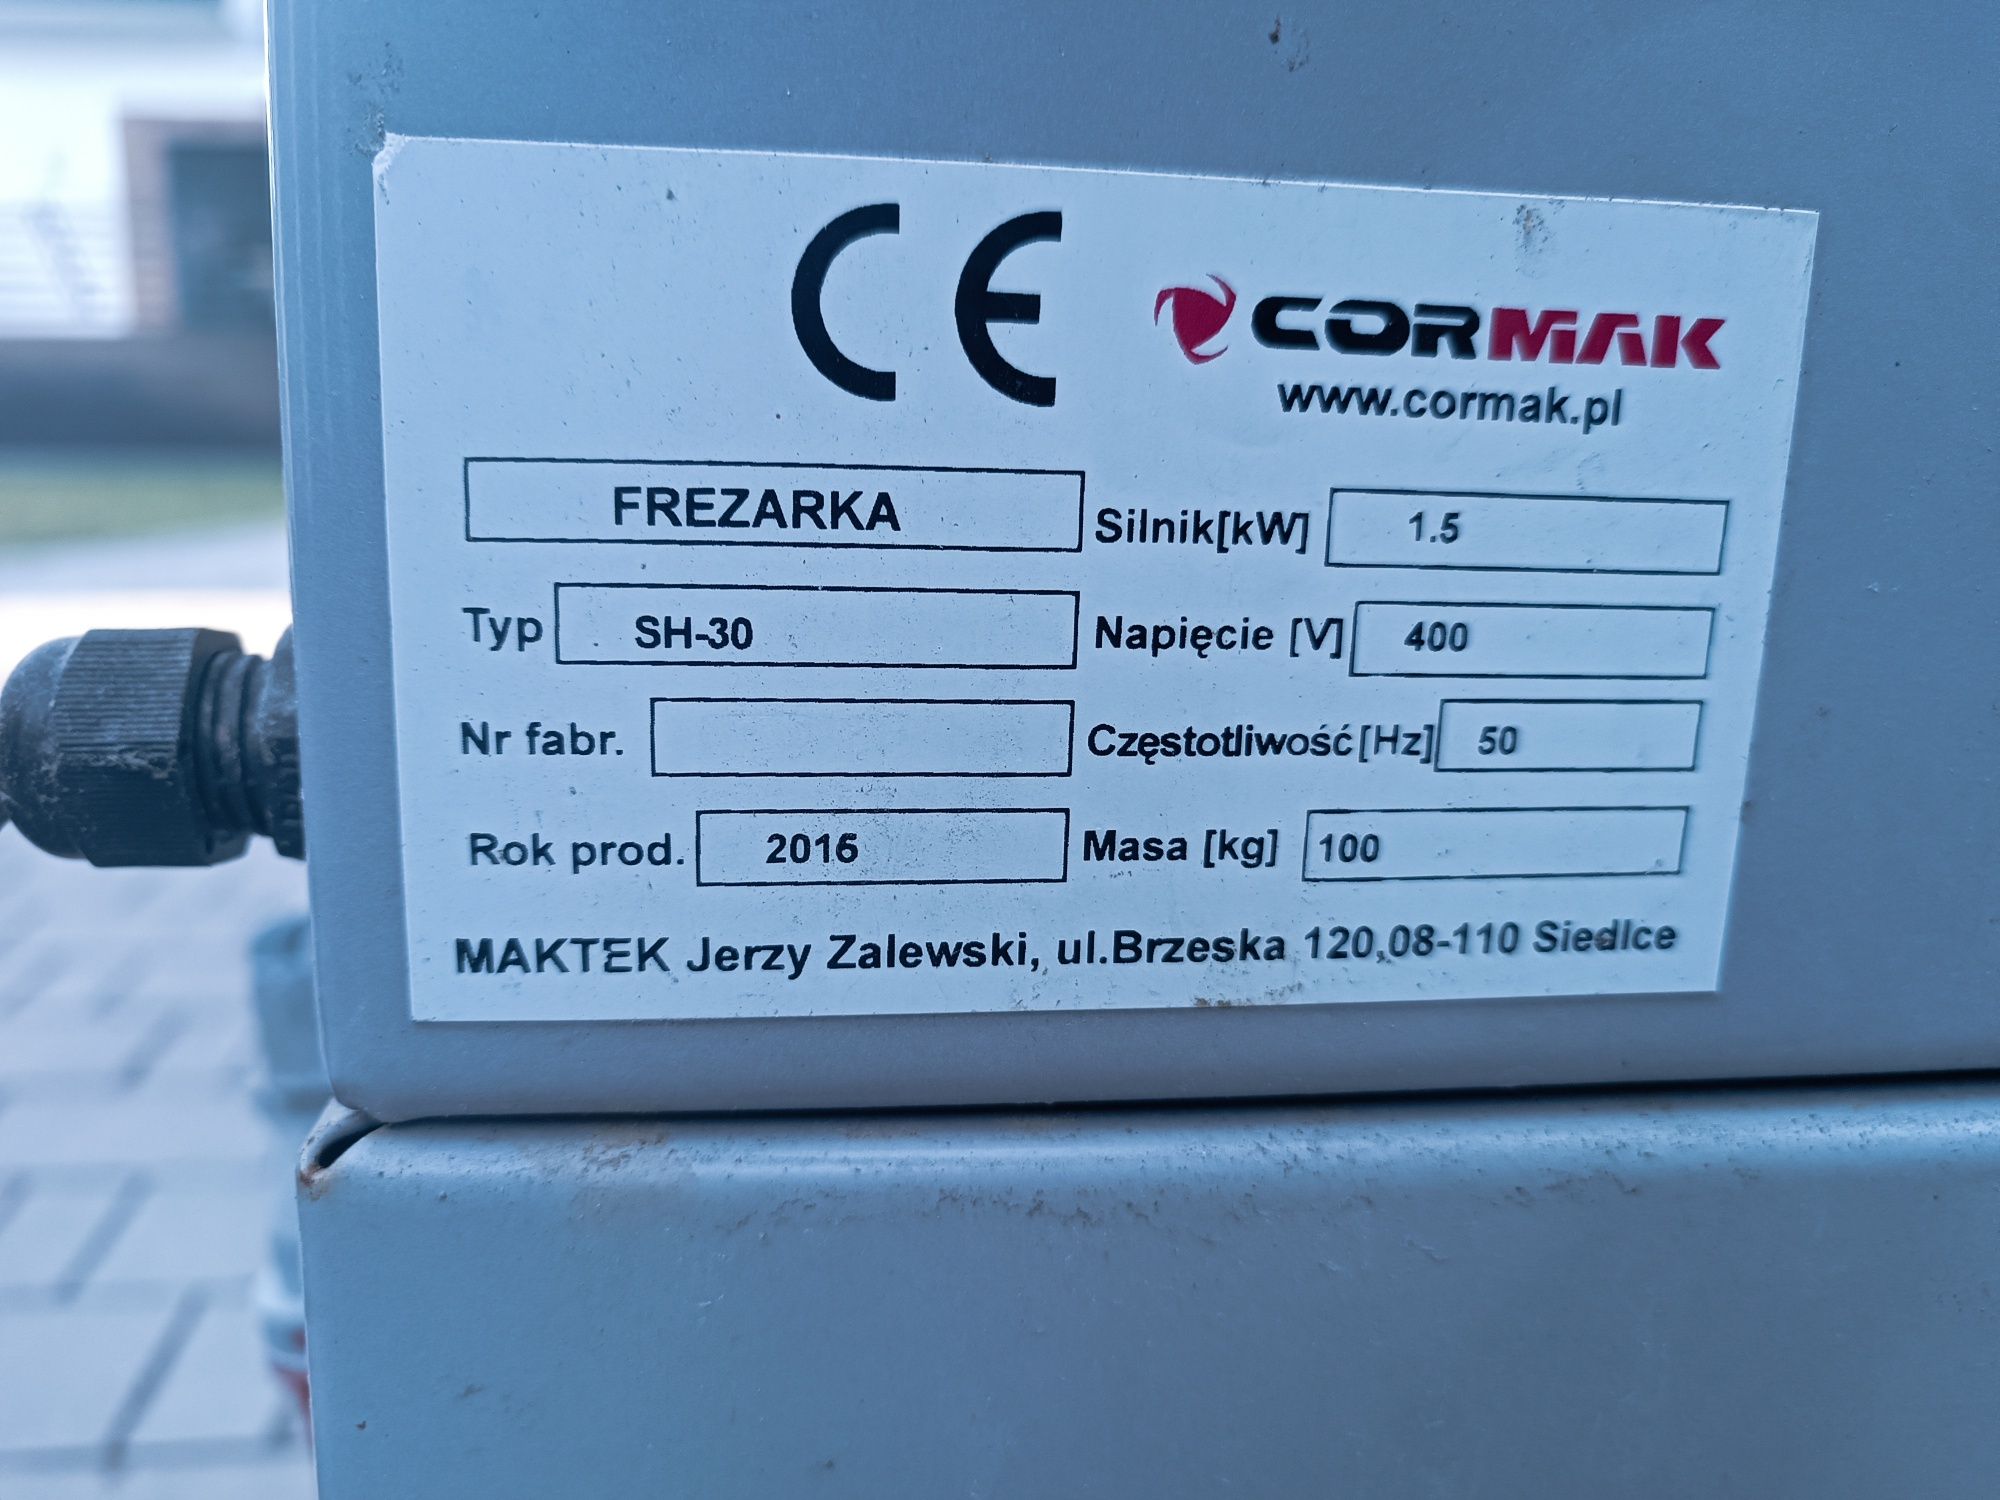 CE
CORMAK
www.cormak.pl
FREZARKA
Silnik[kW] 1.5
Typ SH-30
Napięcie [V] 400
Nr fabr.
Częstotliwość[Hz] 50
Rok prod. 2016
Masa [kg] 100
MAKTEK Jerzy Zalewski, ul.Brzeska 120,08-110 Siedlce